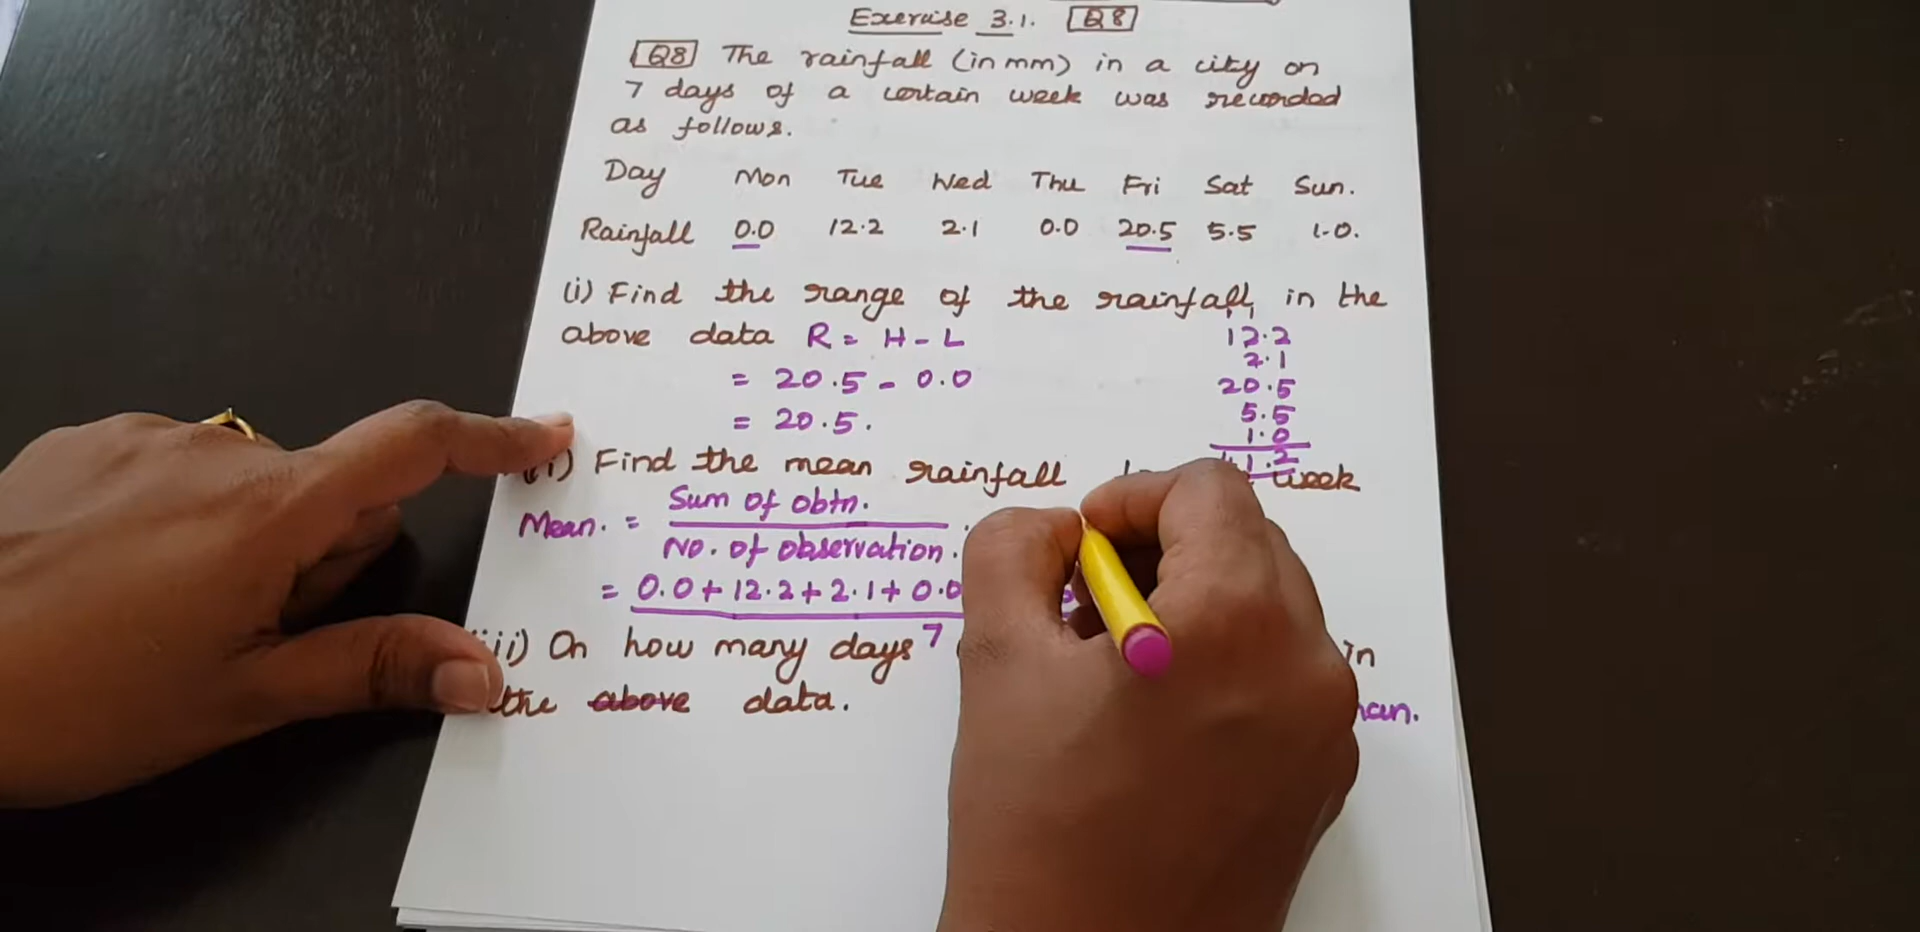 Exercise 3.1. Q8
Q8 The rainfall (in mm) in a city on
7 days of a certain week was recorded
as follows.
Day Mon Tue Wed Thu Fri Sat Sun.
Rainfall 0.0 12.2 2.1 0.0 20.5 5.5 1.0.
(i) Find the range of the rainfall in the
above data R = H - L
= 20.5 - 0.0
= 20.5.
12.2
2.1
20.5
5.5
1.0
41.2
Find the mean rainfall week
Mean. = Sum of obtn.
No. of observation.
= 0.0 + 12.2 + 2.1 + 0.0
7
iii) On how many days in
the above data.